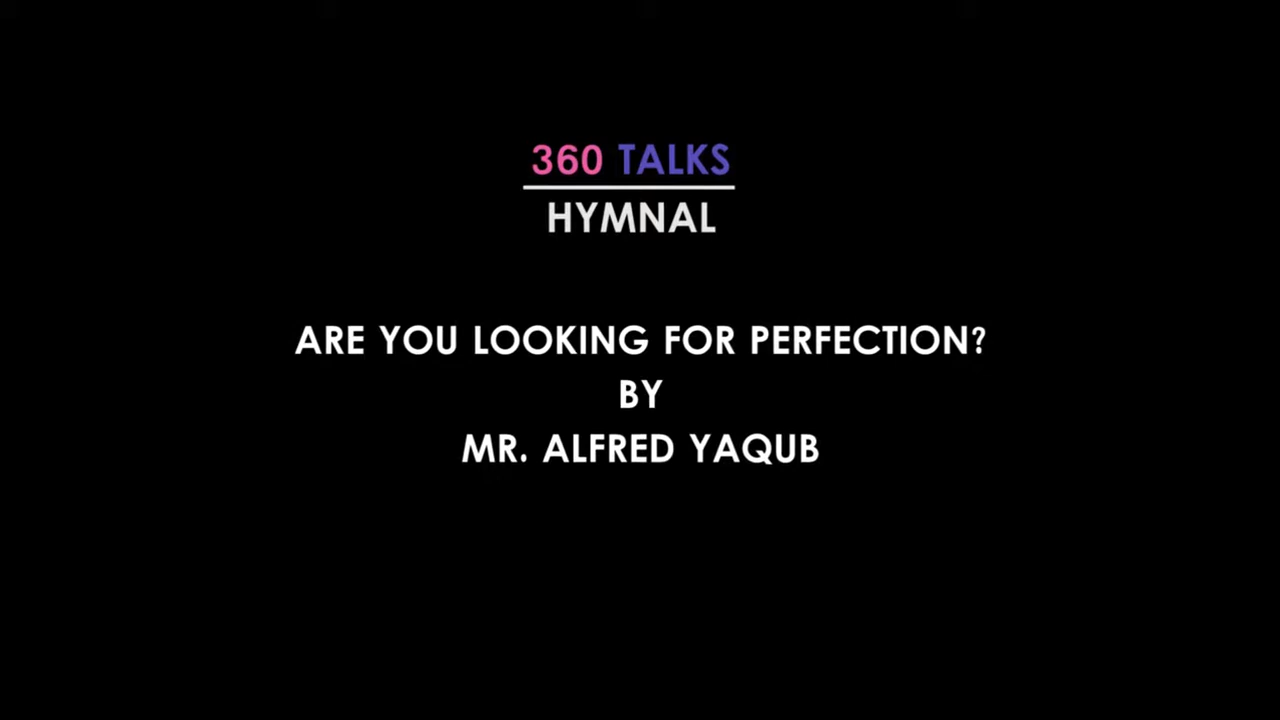 360 TALKS
HYMNAL
ARE YOU LOOKING FOR PERFECTION?
BY
MR. ALFRED YAQUB